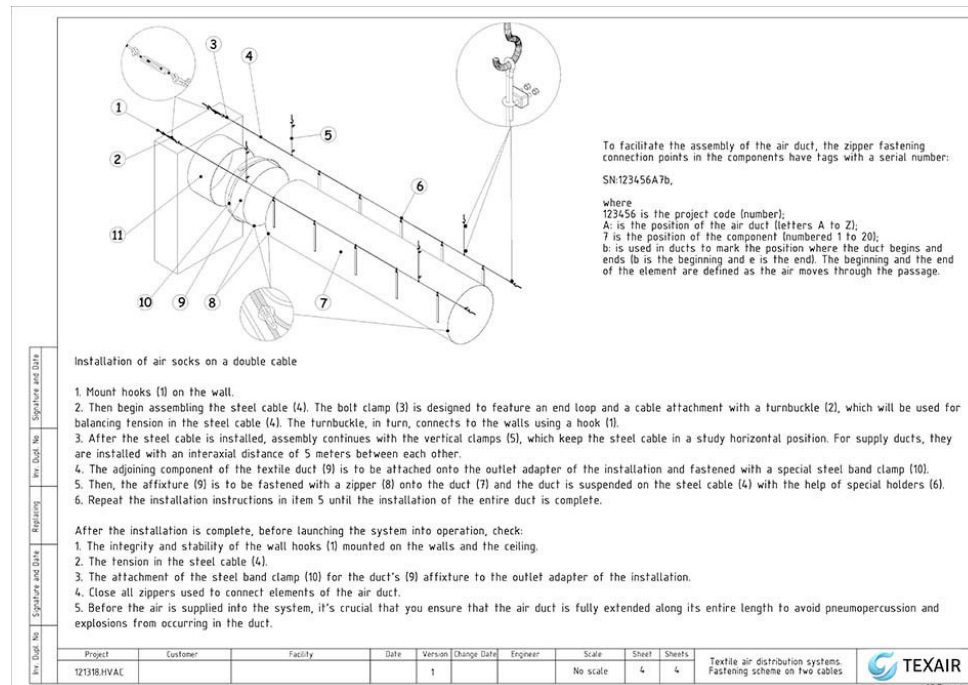 3
4
1
5
2
6
11
10
9
8
7
To facilitate the assembly of the air duct, the zipper fastening
connection points in the components have tags with a serial number:
SN:123456A7b,
where
123456 is the project code (number);
A: is the position of the air duct (letters A to Z);
7 is the position of the component (numbered 1 to 20);
b: is used in ducts to mark the position where the duct begins and
ends (b is the beginning and e is the end). The beginning and the end
of the element are defined as the air moves through the passage.
Installation of air socks on a double cable
1. Mount hooks (1) on the wall.
2. Then begin assembling the steel cable (4). The bolt clamp (3) is designed to feature an end loop and a cable attachment with a turnbuckle (2), which will be used for
balancing tension in the steel cable (4). The turnbuckle, in turn, connects to the walls using a hook (1).
3. After the steel cable is installed, assembly continues with the vertical clamps (5), which keep the steel cable in a study horizontal position. For supply ducts, they
are installed with an interaxial distance of 5 meters between each other.
4. The adjoining component of the textile duct (9) is to be attached onto the outlet adapter of the installation and fastened with a special steel band clamp (10).
5. Then, the affixture (9) is to be fastened with a zipper (8) onto the duct (7) and the duct is suspended on the steel cable (4) with the help of special holders (6).
6. Repeat the installation instructions in item 5 until the installation of the entire duct is complete.
After the installation is complete, before launching the system into operation, check:
1. The integrity and stability of the wall hooks (1) mounted on the walls and the ceiling.
2. The tension in the steel cable (4).
3. The attachment of the steel band clamp (10) for the duct's (9) affixture to the outlet adapter of the installation.
4. Close all zippers used to connect elements of the air duct.
5. Before the air is supplied into the system, it's crucial that you ensure that the air duct is fully extended along its entire length to avoid pneumopercussion and
explosions from occurring in the duct.
Signature and Date
Inv. Dupl. No
Replacing
Signature and Date
Inv. Dupl. No
Project Customer Facility Date Version Change Date Engineer Scale Sheet Sheets
121318.HVAC 1 No scale 4 4
Textile air distribution systems.
Fastening scheme on two cables
TEXAIR